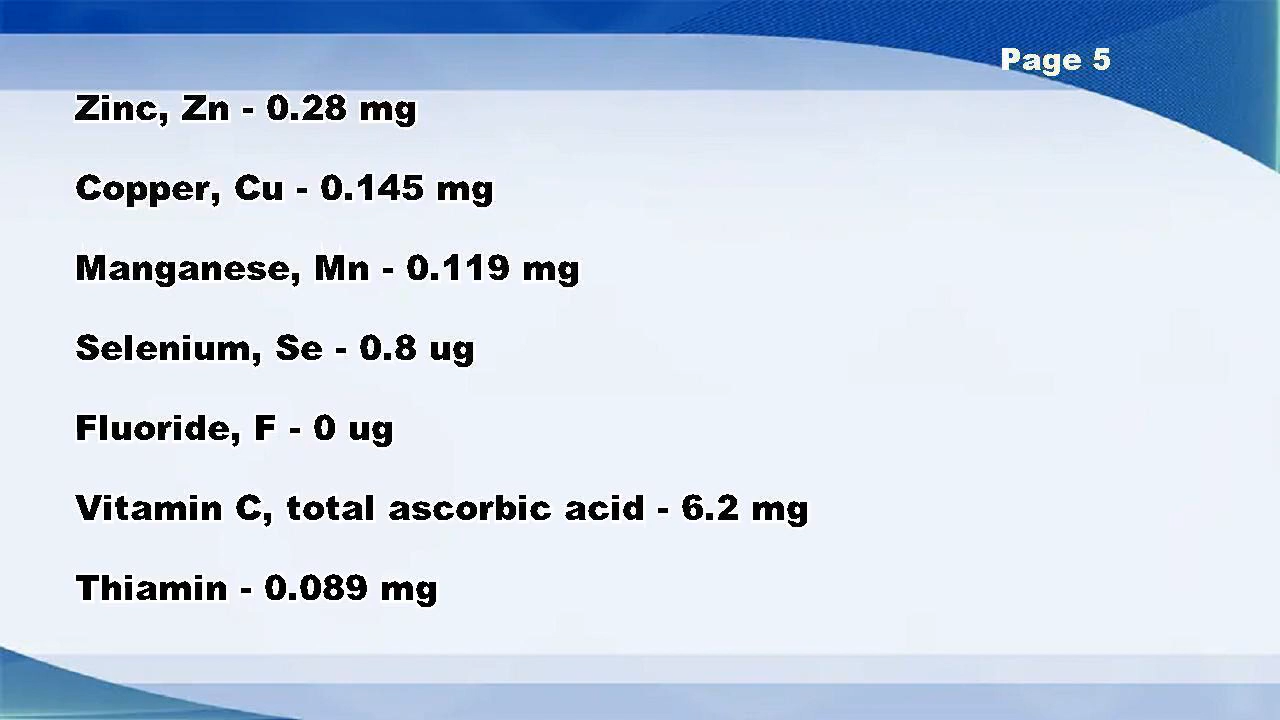 Page 5
Zinc, Zn - 0.28 mg
Copper, Cu - 0.145 mg
Manganese, Mn - 0.119 mg
Selenium, Se - 0.8 ug
Fluoride, F - 0 ug
Vitamin C, total ascorbic acid - 6.2 mg
Thiamin - 0.089 mg